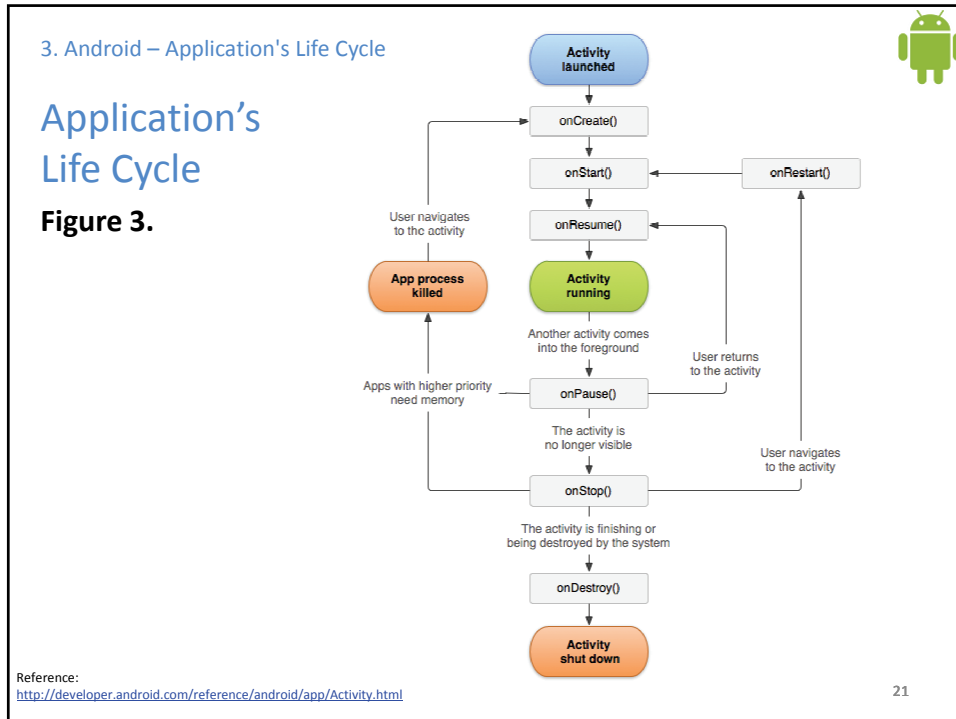 3. Android – Application's Life Cycle
Application’s
Life Cycle
Figure 3.
Activity
launched
onCreate()
onStart()
onRestart()
onResume()
User navigates
to the activity
App process
killed
Activity
running
Another activity comes
into the foreground
User returns
to the activity
Apps with higher priority
need memory
onPause()
The activity is
no longer visible
User navigates
to the activity
onStop()
The activity is finishing or
being destroyed by the system
onDestroy()
Activity
shut down
Reference:
http://developer.android.com/reference/android/app/Activity.html
21